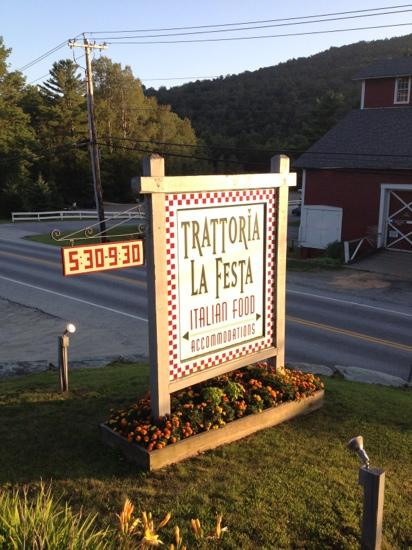 TRATTORIA
LA FESTA
ITALIAN FOOD
ACCOMMODATIONS
5:30-9:30